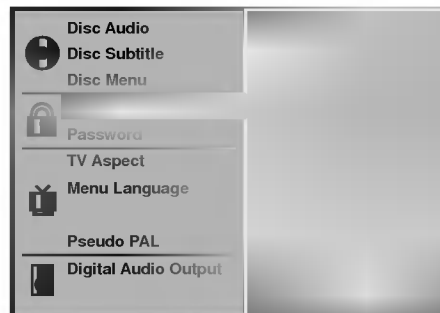 Disc Audio
Disc Subtitle
Disc Menu
Password
TV Aspect
Menu Language
Pseudo PAL
Digital Audio Output